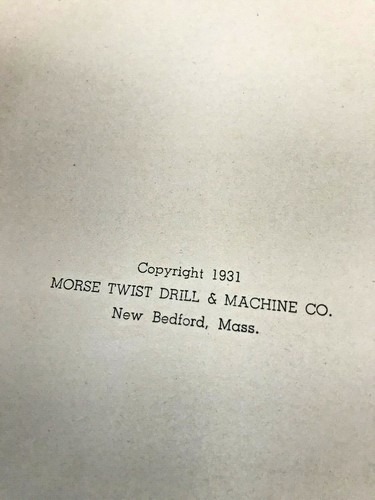 Copyright 1931
MORSE TWIST DRILL & MACHINE CO.
New Bedford, Mass.